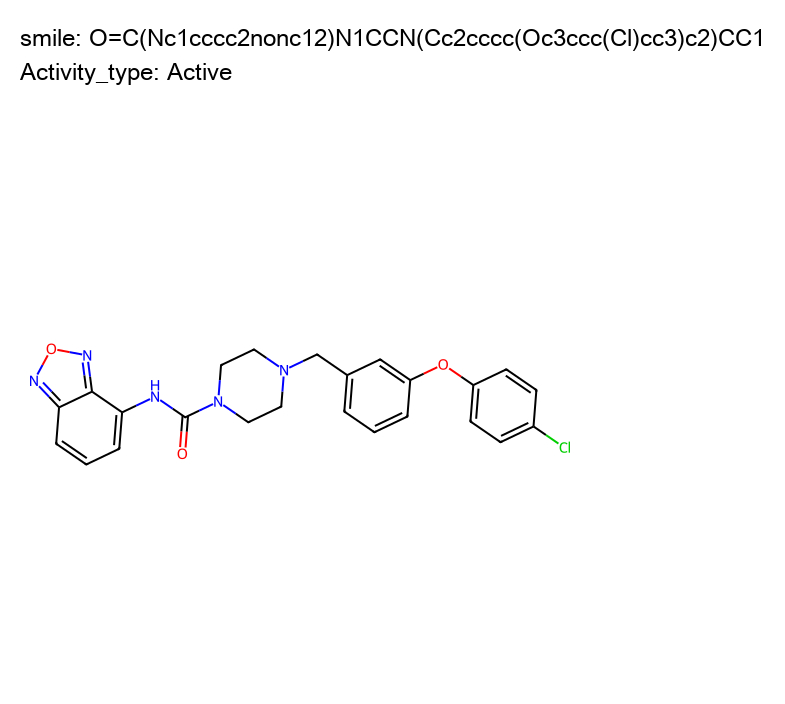 smile: O=C(Nc1cccc2nonc12)N1CCN(Cc2cccc(Oc3ccc(Cl)cc3)c2)CC1
Activity_type: Active
O
N
N
H
N
O
N
N
O
Cl